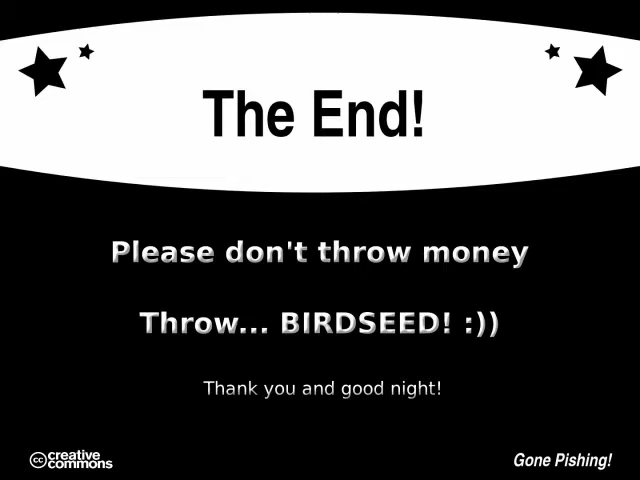 The End!
Please don't throw money
Throw... BIRDSEED! :))
Thank you and good night!
cc creative
commons
Gone Pishing!